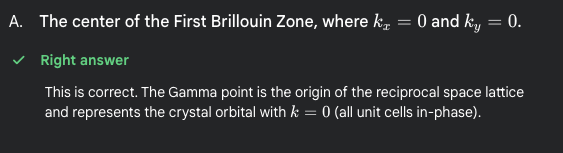 A. The center of the First Brillouin Zone, where kₓ = 0 and k_y = 0.
✓ Right answer
This is correct. The Gamma point is the origin of the reciprocal space lattice
and represents the crystal orbital with k = 0 (all unit cells in-phase).